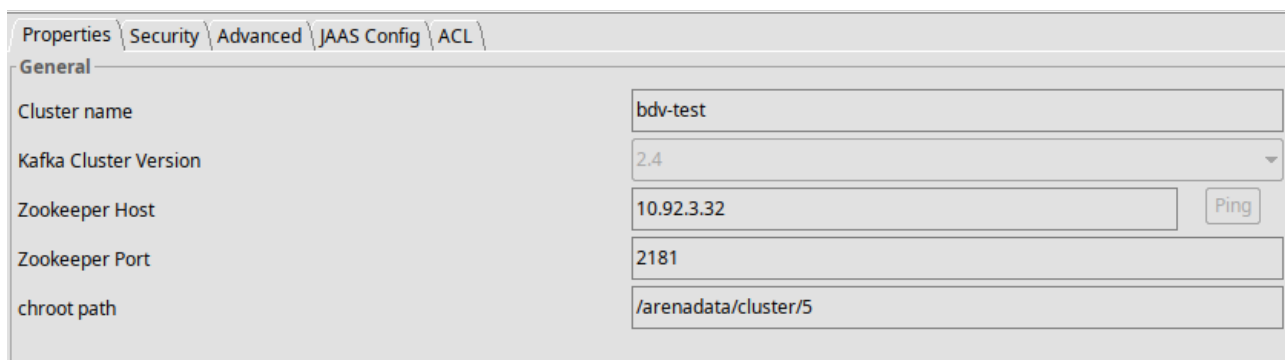 Properties Security Advanced JAAS Config ACL
General
Cluster name bdv-test
Kafka Cluster Version 2.4
Zookeeper Host 10.92.3.32 Ping
Zookeeper Port 2181
chroot path /arenadata/cluster/5